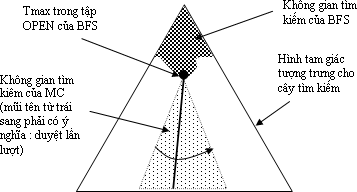 Tmax trong tập
OPEN của BFS
Không gian tìm
kiếm của MC
(mũi tên từ trái
sang phải có ý
nghĩa : duyệt lần
lượt)
Không gian tìm
kiếm của BFS
Hình tam giác
tượng trưng cho
cây tìm kiếm